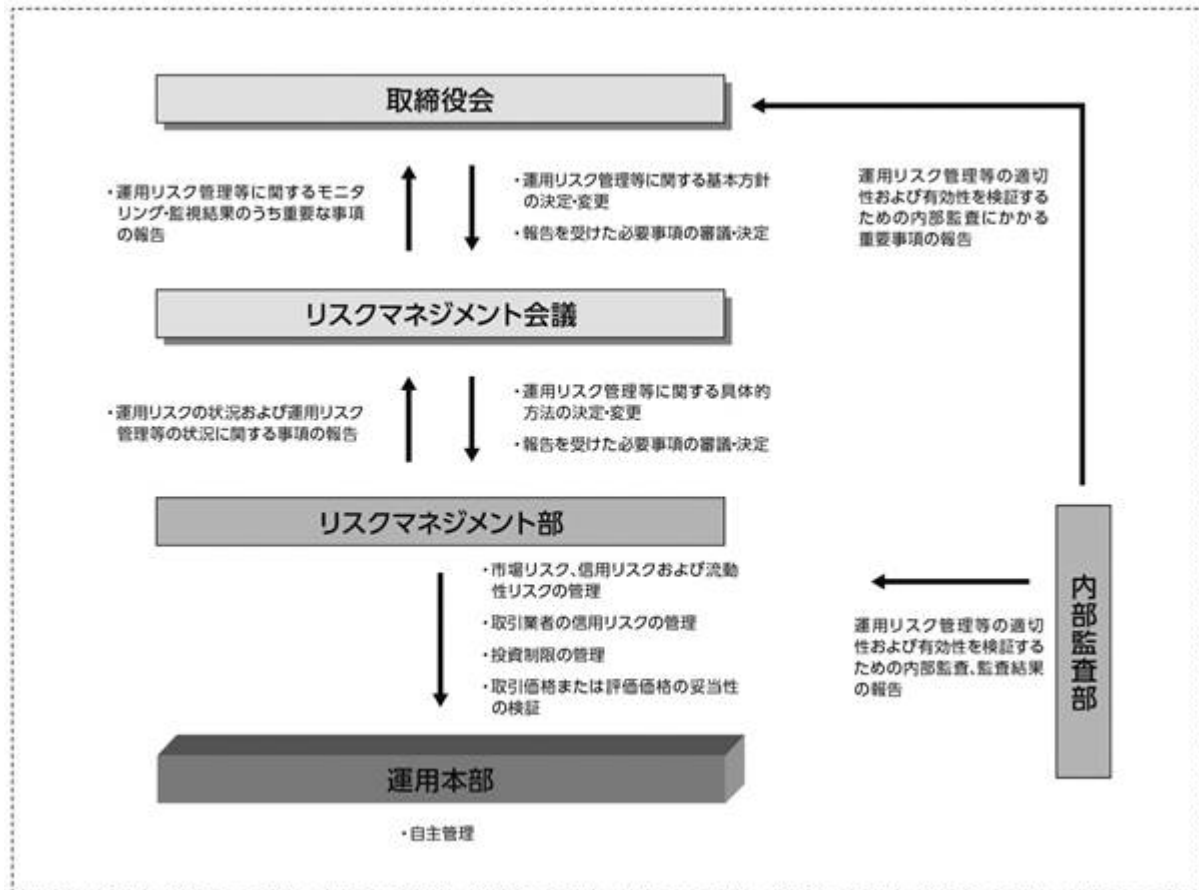 取締役会
・運用リスク管理等に関するモニタ
リング・監視結果のうち重要な事項
の報告
・運用リスク管理等に関する基本方針
の決定・変更
・報告を受けた必要事項の審議・決定
運用リスク管理等の適切
性および有効性を検証する
ための内部監査にかかる
重要事項の報告
リスクマネジメント会議
・運用リスクの状況および運用リスク
管理等の状況に関する事項の報告
・運用リスク管理等に関する具体的
方法の決定・変更
・報告を受けた必要事項の審議・決定
リスクマネジメント部
・市場リスク、信用リスクおよび流動
性リスクの管理
・取引業者の信用リスクの管理
・投資制限の管理
・取引価格または評価価格の妥当性
の検証
運用リスク管理等の適切
性および有効性を検証する
ための内部監査、監査結果
の報告
内部監査部
運用本部
・自主管理